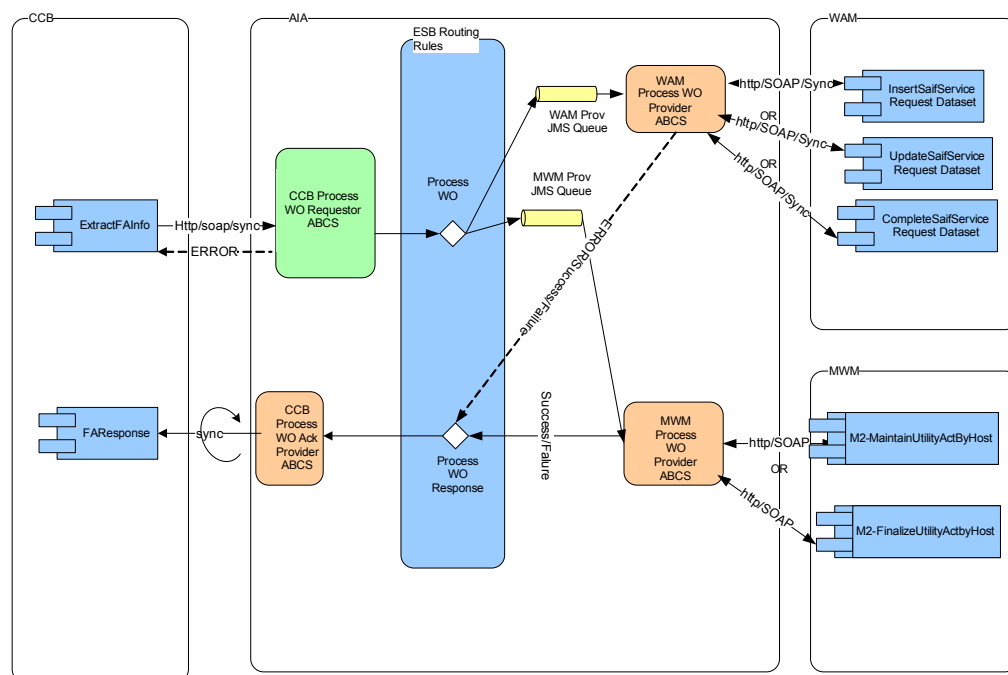 CCB
AIA
WAM
ESB Routing
Rules
WAM
Process WO
Provider
ABCS
http/SOAP/Sync
InsertSaifService
Request Dataset
OR
WAM Prov
JMS Queue
http/SOAP/Sync
UpdateSaifService
Request Dataset
OR
http/SOAP/Sync
CompleteSaifService
Request Dataset
MWM Prov
JMS Queue
CCB Process
WO Requestor
ABCS
Process
WO
ExtractFAInfo
Http/soap/sync
ERROR
ERROR/Success/Failure
MWM
FAResponse
sync
CCB
Process
WO Ack
Provider
ABCS
Process
WO
Response
Success/Failure
MWM
Process
WO
Provider
ABCS
http/SOAP
OR
M2-MaintainUtilityActByHost
http/SOAP
M2-FinalizeUtilityActbyHost